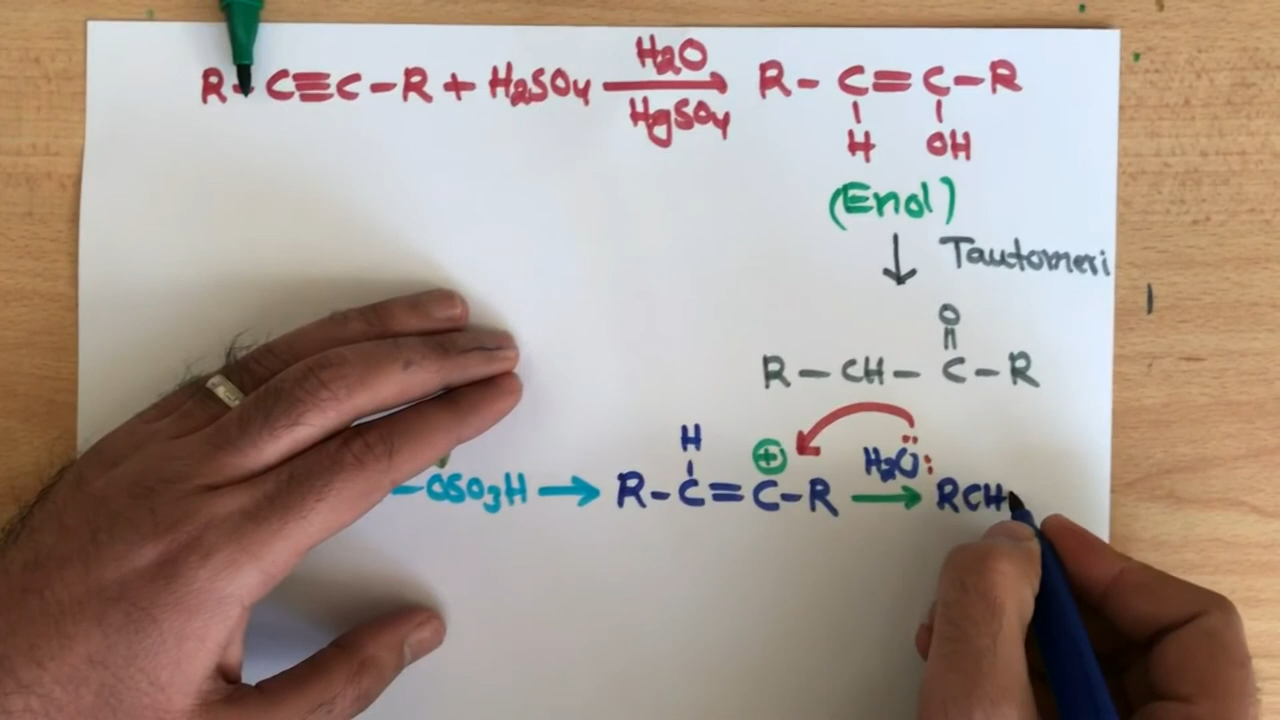 H₂O
R-C≡C-R + H₂SO₄ → R-C=C-R
HgSO₄
H OH
(Enol)
↓ Tautomeri
O
R-CH-C-R
H ⊕
-OSO₃H → R-C=C-R H₂O: → RCH